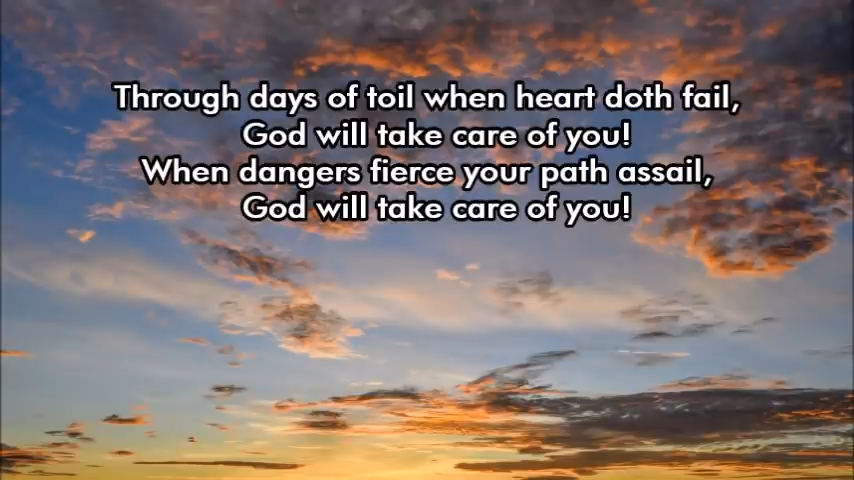 Through days of toil when heart doth fail,
God will take care of you!
When dangers fierce your path assail,
God will take care of you!